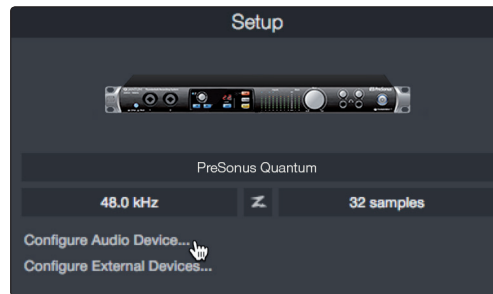 Setup
PreSonus Quantum
48.0 kHz Z 32 samples
Configure Audio Device...
Configure External Devices...